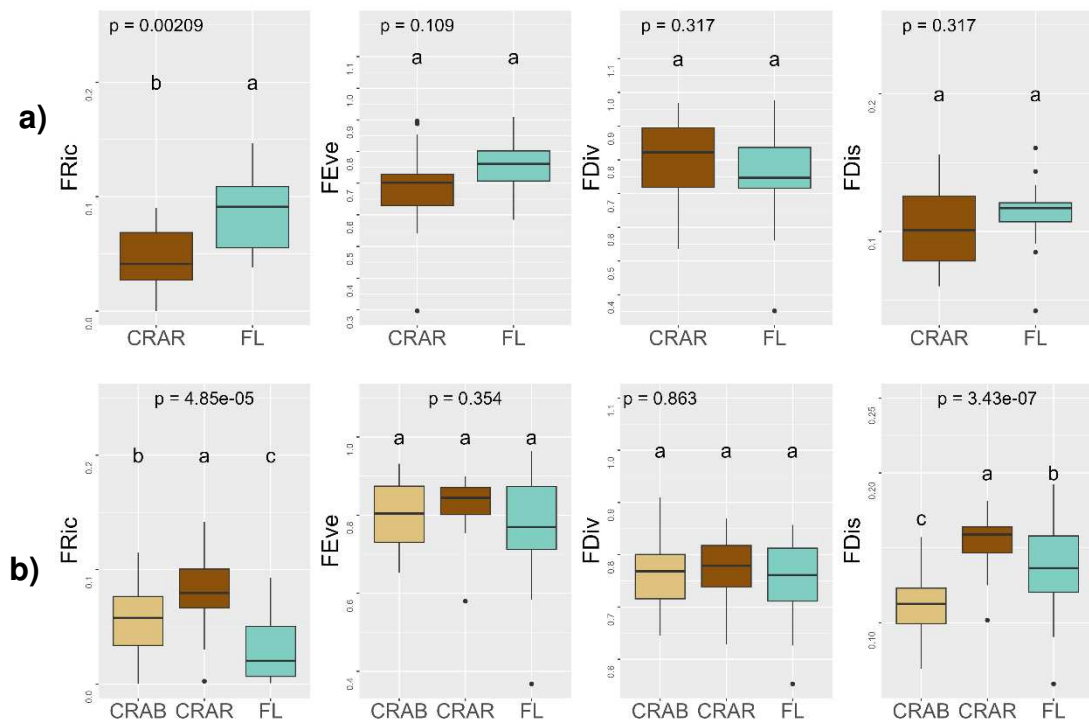 a)
p = 0.00209
b a
FRic
0.0 0.1 0.2
CRAR FL
p = 0.109
a a
FEve
0.3 0.4 0.5 0.6 0.7 0.8 0.9 1.0 1.1
CRAR FL
p = 0.317
a a
FDiv
0.4 0.5 0.6 0.7 0.8 0.9 1.0 1.1
CRAR FL
p = 0.317
a a
FDis
0.1 0.2
CRAR FL
b)
p = 4.85e-05
b a c
FRic
0.0 0.1 0.2
CRAB CRAR FL
p = 0.354
a a a
FEve
0.4 0.6 0.8 1.0
CRAB CRAR FL
p = 0.863
a a a
FDiv
0.6 0.7 0.8 0.9 1.0 1.1
CRAB CRAR FL
p = 3.43e-07
c a b
FDis
0.10 0.15 0.20 0.25
CRAB CRAR FL